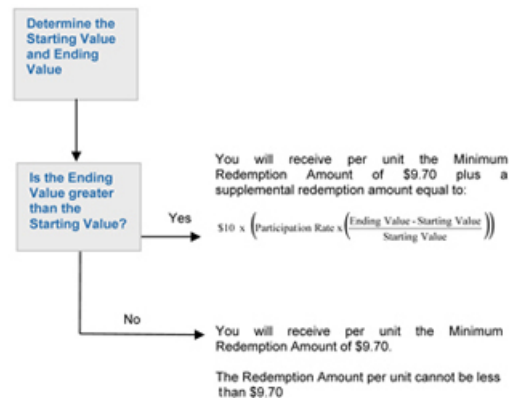 Determine the
Starting Value
and Ending
Value
Is the Ending
Value greater
than the
Starting Value?
Yes
You will receive per unit the Minimum
Redemption Amount of $9.70 plus a
supplemental redemption amount equal to:
$10 x (Participation Rate x (Ending Value - Starting Value
Starting Value))
No
You will receive per unit the Minimum
Redemption Amount of $9.70.
The Redemption Amount per unit cannot be less
than $9.70